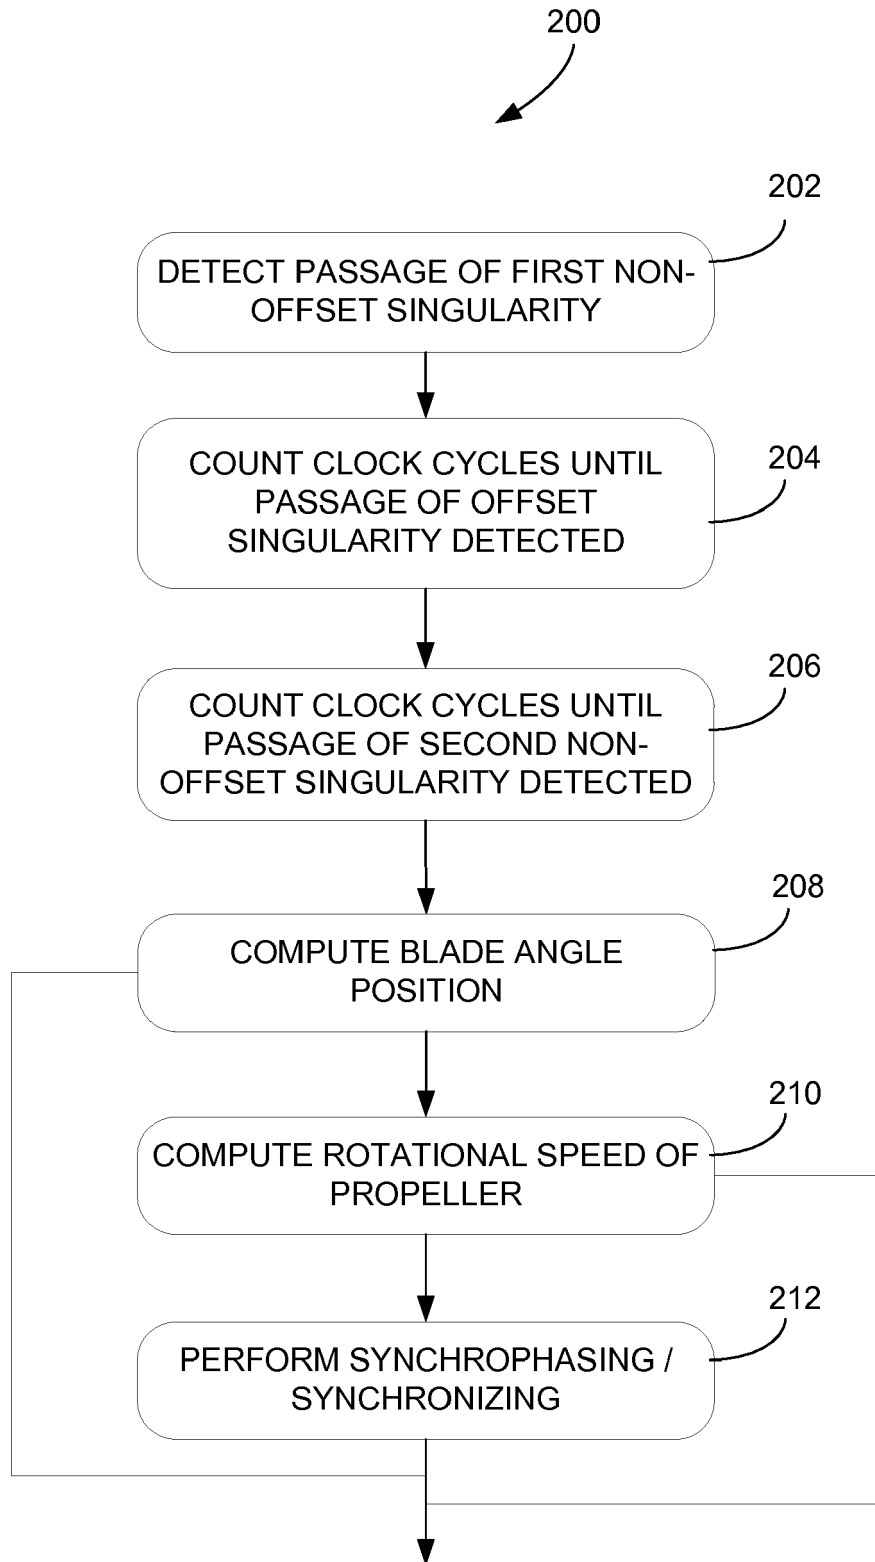 200
202
DETECT PASSAGE OF FIRST NON-
OFFSET SINGULARITY
204
COUNT CLOCK CYCLES UNTIL
PASSAGE OF OFFSET
SINGULARITY DETECTED
206
COUNT CLOCK CYCLES UNTIL
PASSAGE OF SECOND NON-
OFFSET SINGULARITY DETECTED
208
COMPUTE BLADE ANGLE
POSITION
210
COMPUTE ROTATIONAL SPEED OF
PROPELLER
212
PERFORM SYNCHROPHASING /
SYNCHRONIZING